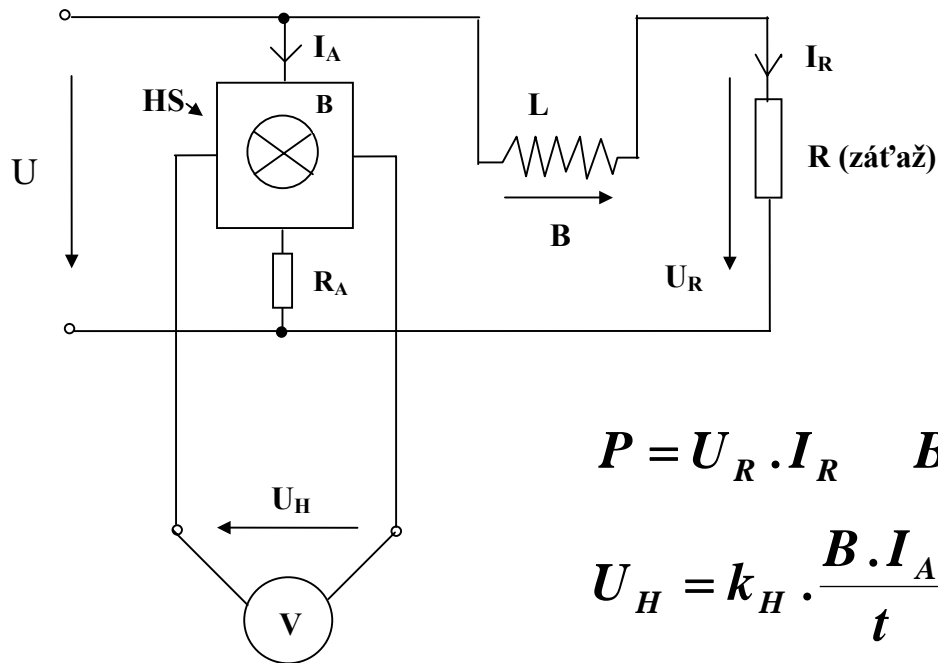 I_A
I_R
HS
B
L
U
R (záťaž)
B
R_A
U_R
P = U_R . I_R B
U_H
U_H = k_H . B . I_A / t
V